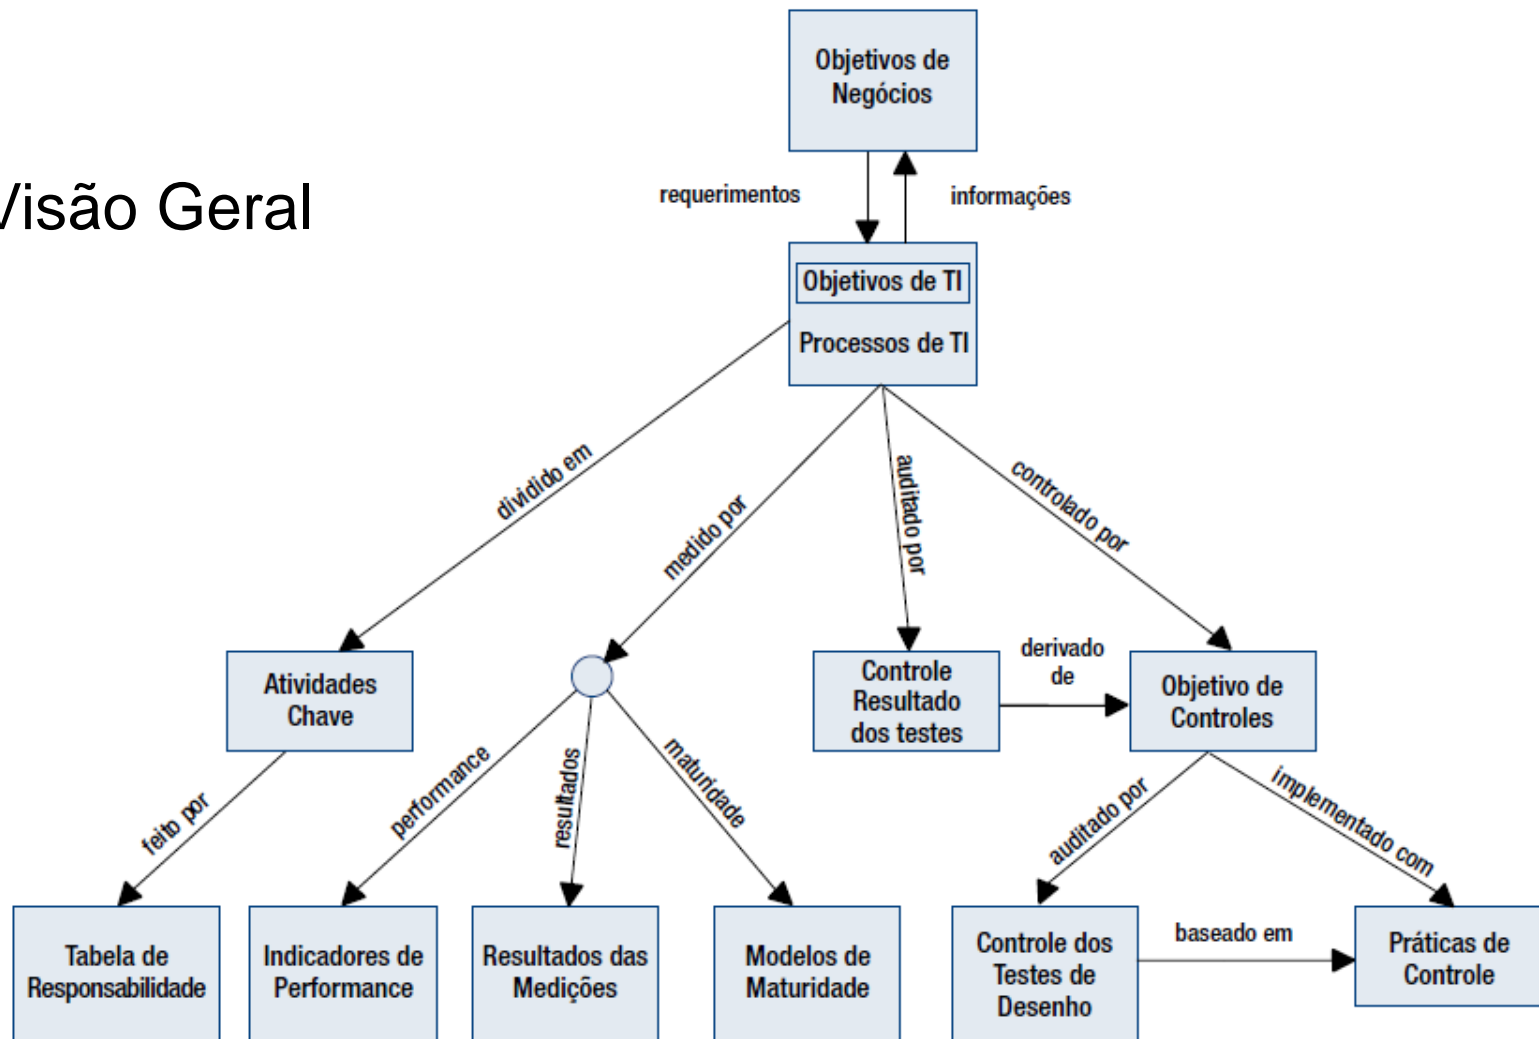 Objetivos de
Negócios
Visão Geral
requerimentos
informações
Objetivos de TI
Processos de TI
dividido em
medido por
auditado por
controlado por
Atividades
Chave
Controle
Resultado
dos testes
derivado
de
Objetivo de
Controles
feito por
performance
resultados
maturidade
auditado por
implementado com
Tabela de
Responsabilidade
Indicadores de
Performance
Resultados das
Medições
Modelos de
Maturidade
Controle dos
Testes de
Desenho
baseado em
Práticas de
Controle